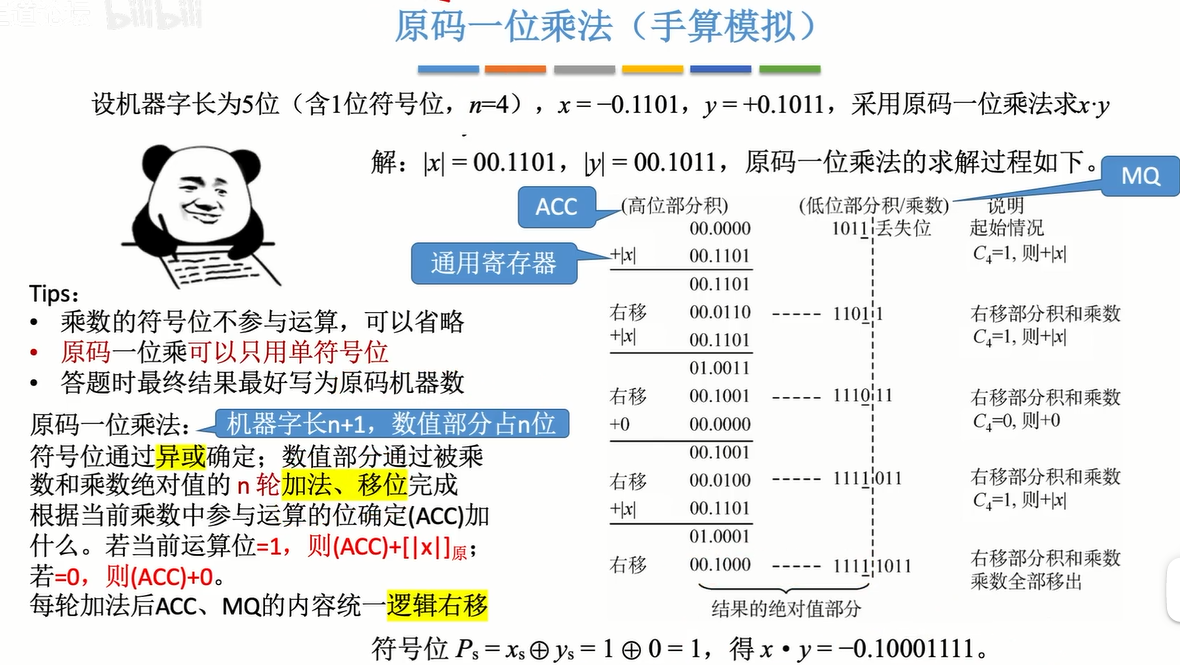 bilibili
原码一位乘法（手算模拟）
设机器字长为5位（含1位符号位，n=4），x = −0.1101，y = +0.1011，采用原码一位乘法求x·y
解：|x| = 00.1101，|y| = 00.1011，原码一位乘法的求解过程如下。
MQ
ACC
(高位部分积) (低位部分积/乘数) 说明
00.0000 1011 丢失位 起始情况
通用寄存器
+|x| 00.1101 C₄=1, 则+|x|
00.1101
右移 00.0110 1101 1 右移部分积和乘数
+|x| 00.1101 C₄=1, 则+|x|
01.0011
右移 00.1001 1110 11 右移部分积和乘数
+0 00.0000 C₄=0, 则+0
00.1001
右移 00.0100 1111 011 右移部分积和乘数
+|x| 00.1101 C₄=1, 则+|x|
01.0001
右移 00.1000 1111 1011 右移部分积和乘数
乘数全部移出
结果的绝对值部分
Tips：
• 乘数的符号位不参与运算，可以省略
• 原码一位乘可以只用单符号位
• 答题时最终结果最好写为原码机器数
原码一位乘法：
机器字长n+1，数值部分占n位
符号位通过异或确定；数值部分通过被乘
数和乘数绝对值的 n 轮加法、移位完成
根据当前乘数中参与运算的位确定(ACC)加
什么。若当前运算位=1，则(ACC)+[|x|]原；
若=0，则(ACC)+0。
每轮加法后ACC、MQ的内容统一逻辑右移
符号位 Pₛ = xₛ⊕yₛ = 1 ⊕ 0 = 1，得 x·y = −0.10001111。